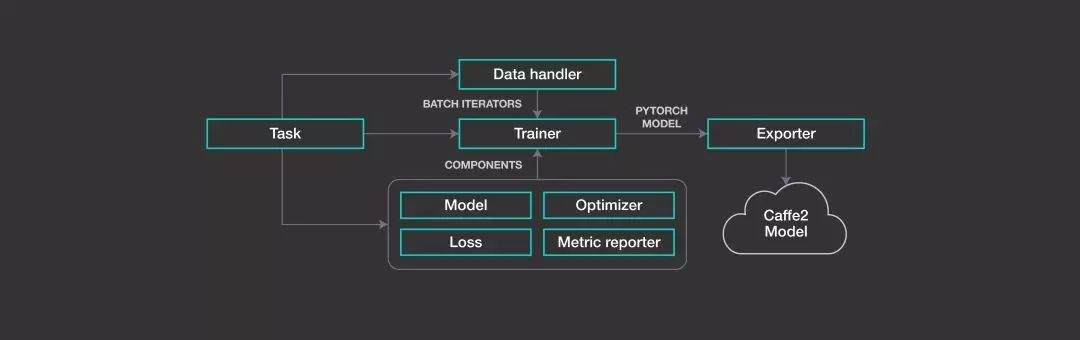 Data handler
BATCH ITERATORS
PYTORCH
MODEL
Task
Trainer
Exporter
COMPONENTS
Model
Optimizer
Loss
Metric reporter
Caffe2
Model